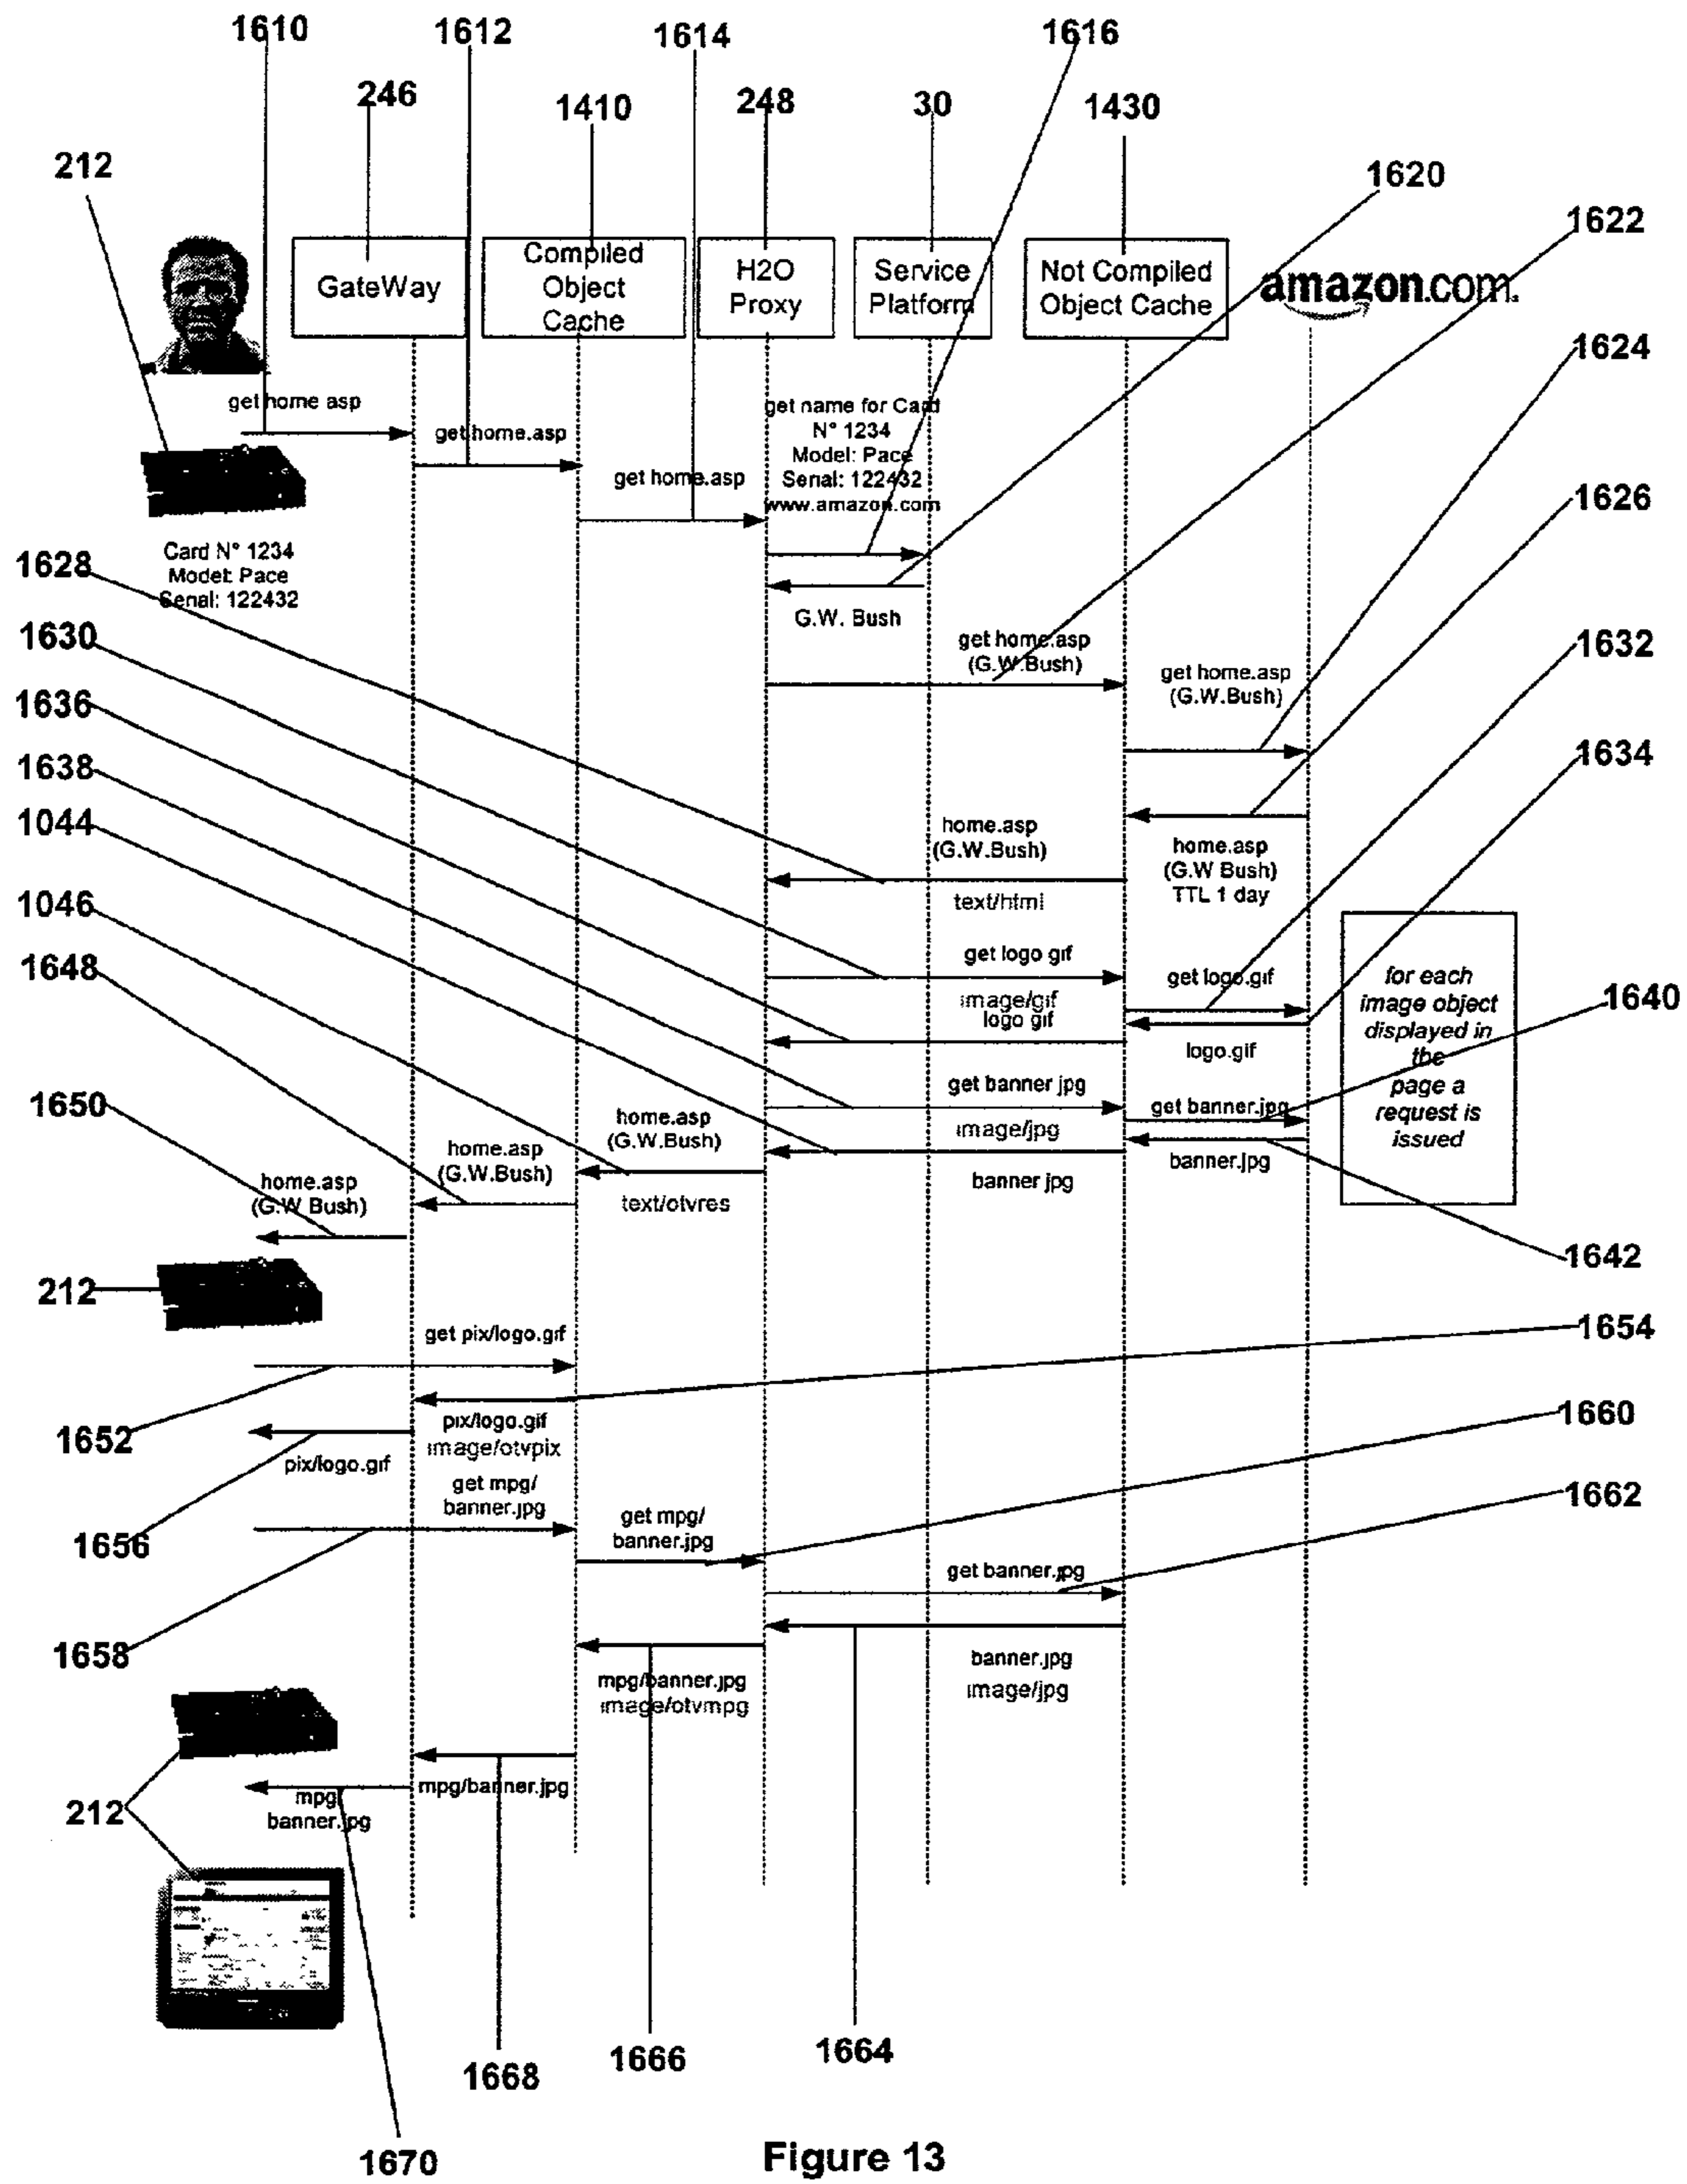 1610
1612
1614
1616
246
1410
248
30
1430
212
1620
1622
GateWay
Compiled
Object
Cache
H2O
Proxy
Service
Platform
Not Compiled
Object Cache
amazon.com.
1624
get home asp
get home.asp
get home.asp
get name for Card
N° 1234
Model: Pace
Serial: 122432
www.amazon.com
1626
Card N° 1234
Model: Pace
Serial: 122432
1628
G.W. Bush
1630
get home.asp
(G.W.Bush)
1632
get home.asp
(G.W.Bush)
1636
1634
1638
1044
home.asp
(G.W.Bush)
home.asp
(G.W Bush)
TTL 1 day
text/html
1046
1648
get logo gif
get logo.gif
for each
image object
displayed in
the
page a
request is
issued
1640
image/gif
logo gif
logo.gif
get banner jpg
get banner.jpg
1650
home.asp
(G.W.Bush)
image/jpg
home.asp
(G.W.Bush)
banner.jpg
home.asp
(G.W Bush)
text/otvres
banner jpg
1642
212
1654
get pix/logo.gif
1652
pix/logo.gif
image/otvpix
1660
pix/logo.gif
get mpg/
banner.jpg
1662
1656
get mpg/
banner.jpg
get banner.jpg
1658
banner.jpg
image/jpg
mpg/banner.jpg
image/otvmpg
mpg/banner.jpg
mpg/
banner.jpg
212
1668
1666
1664
1670
Figure 13